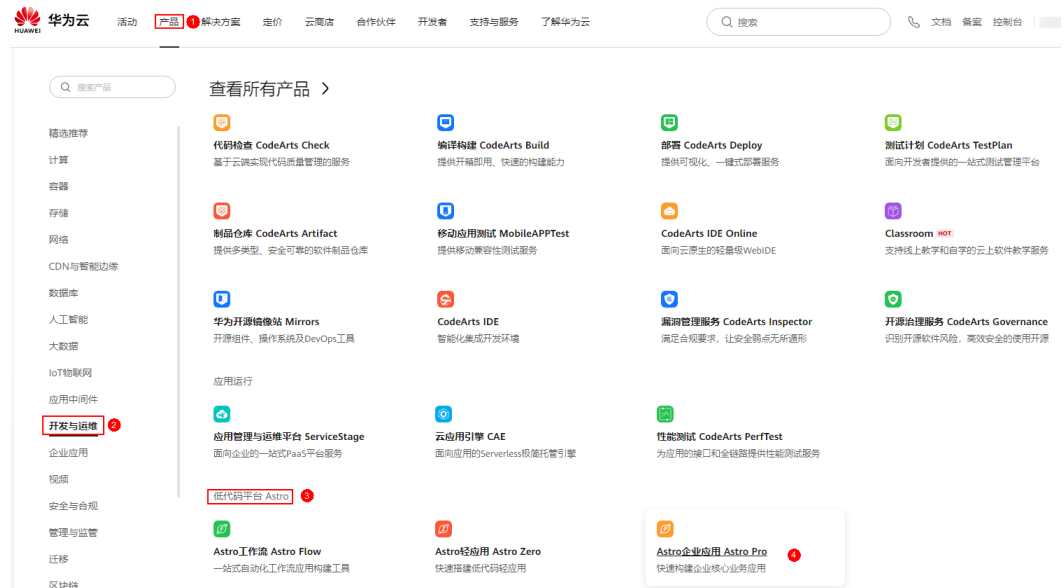 HUAWEI
华为云 活动 产品 1 解决方案 定价 云商店 合作伙伴 开发者 支持与服务 了解华为云 搜索 文档 备案 控制台
搜索产品
查看所有产品 >
精选推荐
计算
容器
存储
网络
CDN与智能边缘
数据库
人工智能
大数据
IoT物联网
应用中间件
开发与运维 2
企业应用
视频
安全与合规
管理与监管
迁移
区块链
代码检查 CodeArts Check
基于云端实现代码质量管理的服务
编译构建 CodeArts Build
提供开箱即用、快速的构建能力
部署 CodeArts Deploy
提供可视化、一键式部署服务
测试计划 CodeArts TestPlan
面向开发者提供的一站式测试管理平台
制品仓库 CodeArts Artifact
提供多类型、安全可靠的软件制品仓库
移动应用测试 MobileAPPTest
提供移动兼容性测试服务
CodeArts IDE Online
面向云原生的轻量级WebIDE
Classroom HOT
支持线上教学和自学的云上软件教学服务
华为开源镜像站 Mirrors
开源组件、操作系统及DevOps工具
CodeArts IDE
智能化集成开发环境
漏洞管理服务 CodeArts Inspector
满足合规要求，让安全弱点无所遁形
开源治理服务 CodeArts Governance
识别开源软件风险，高效安全的使用开源
应用运行
应用管理与运维平台 ServiceStage
面向企业的一站式PaaS平台服务
云应用引擎 CAE
面向应用的Serverless极简托管引擎
性能测试 CodeArts PerfTest
为应用的接口和全链路提供性能测试服务
低代码平台 Astro 3
Astro工作流 Astro Flow
一站式自动化工作流应用构建工具
Astro轻应用 Astro Zero
快速搭建低代码轻应用
Astro企业应用 Astro Pro 4
快速构建企业核心业务应用